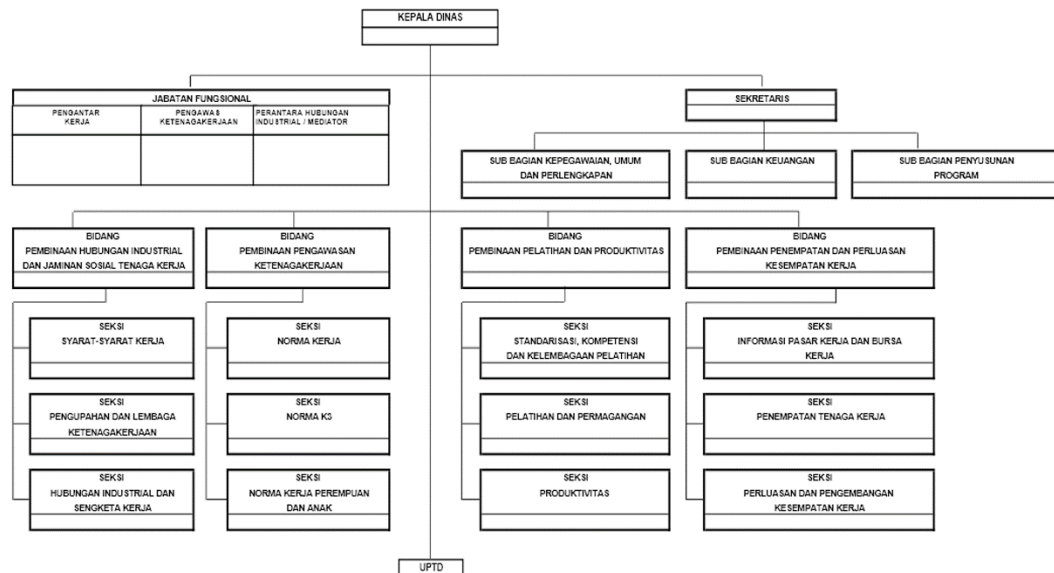 KEPALA DINAS
JABATAN FUNGSIONAL
PENGANTAR
KERJA
PENGAWAS
KETENAGAKERJAAN
PERANTARA HUBUNGAN
INDUSTRIAL / MEDIATOR
SEKRETARIS
SUB BAGIAN KEPEGAWAIAN, UMUM
DAN PERLENGKAPAN
SUB BAGIAN KEUANGAN
SUB BAGIAN PENYUSUNAN
PROGRAM
BIDANG
PEMBINAAN HUBUNGAN INDUSTRIAL
DAN JAMINAN SOSIAL TENAGA KERJA
BIDANG
PEMBINAAN PENGAWASAN
KETENAGAKERJAAN
BIDANG
PEMBINAAN PELATIHAN DAN PRODUKTIVITAS
BIDANG
PEMBINAAN PENEMPATAN DAN PERLUASAN
KESEMPATAN KERJA
SEKSI
SYARAT-SYARAT KERJA
SEKSI
NORMA KERJA
SEKSI
STANDARISASI, KOMPETENSI
DAN KELEMBAGAAN PELATIHAN
SEKSI
INFORMASI PASAR KERJA DAN BURSA
KERJA
SEKSI
PENGUPAHAN DAN LEMBAGA
KETENAGAKERJAAN
SEKSI
NORMA K3
SEKSI
PELATIHAN DAN PERMAGANGAN
SEKSI
PENEMPATAN TENAGA KERJA
SEKSI
HUBUNGAN INDUSTRIAL DAN
SENGKETA KERJA
SEKSI
NORMA KERJA PEREMPUAN
DAN ANAK
SEKSI
PRODUKTIVITAS
SEKSI
PERLUASAN DAN PENGEMBANGAN
KESEMPATAN KERJA
UPTD